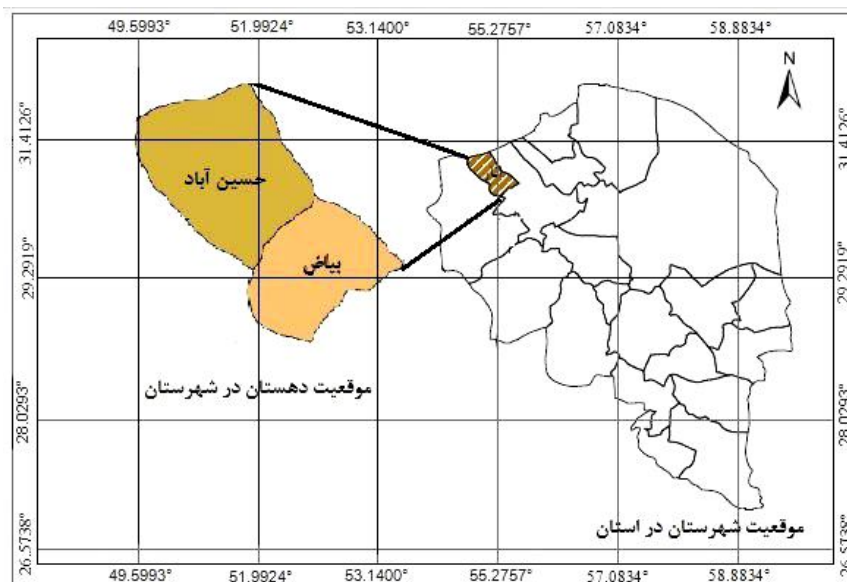 49.5993° 51.9924° 53.1400° 55.2757° 57.0834° 58.8834°
N
31.4126° 31.4126°
حسین آباد
بیاض
29.2919° 29.2919°
موقعیت دهستان در شهرستان
28.0293° 28.0293°
موقعیت شهرستان در استان
26.5738° 26.5738°
49.5993° 51.9924° 53.1400° 55.2757° 57.0834° 58.8834°